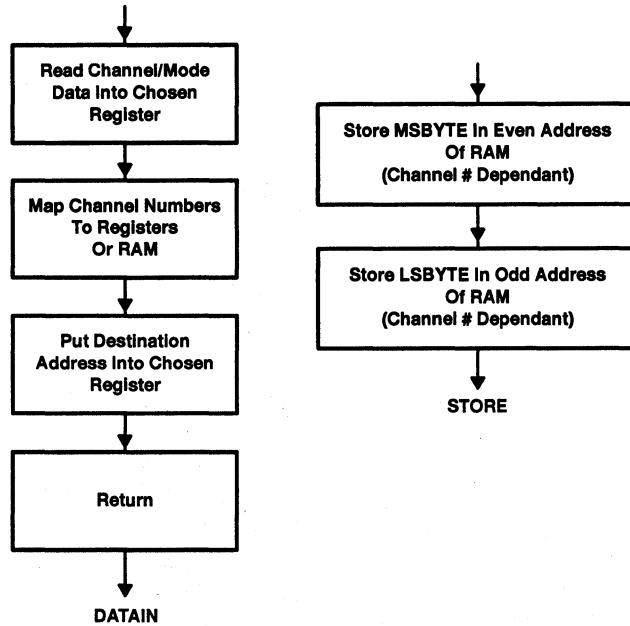 Read Channel/Mode
Data Into Chosen
Register
Map Channel Numbers
To Registers
Or RAM
Put Destination
Address Into Chosen
Register
Return
DATAIN
Store MSBYTE In Even Address
Of RAM
(Channel # Dependant)
Store LSBYTE In Odd Address
Of RAM
(Channel # Dependant)
STORE